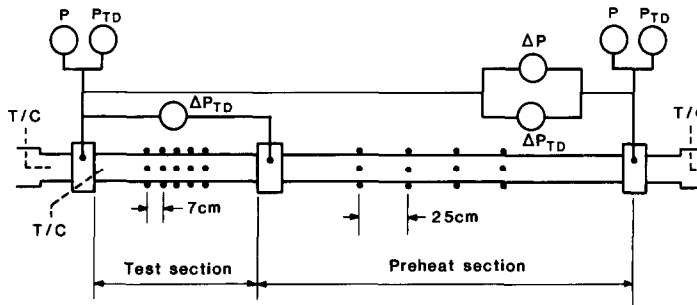 P P_TD
P P_TD
ΔP
ΔP_TD
ΔP_TD
T/C
T/C
T/C
7cm
25cm
Test section
Preheat section